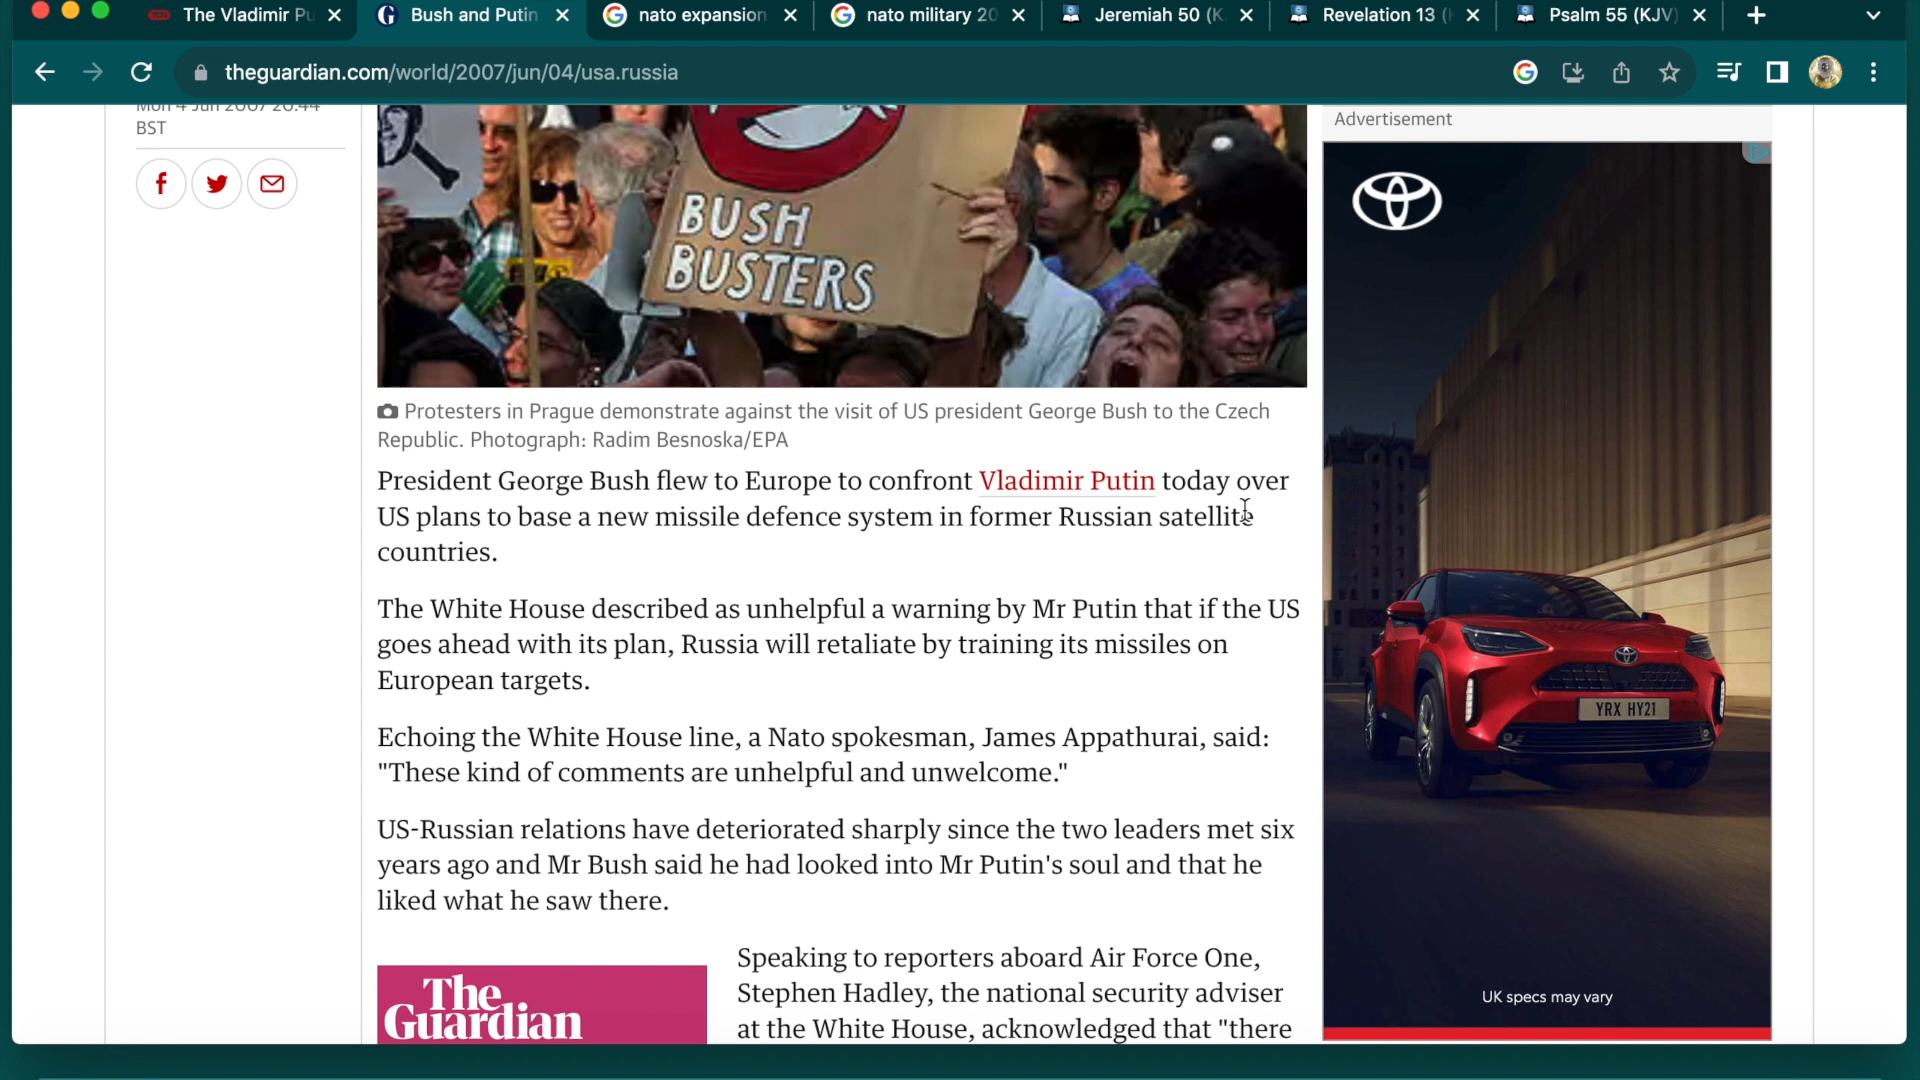 The Vladimir Pu
Bush and Putin
nato expansion
nato military 20
Jeremiah 50 (K
Revelation 13 (
Psalm 55 (KJV)
theguardian.com/world/2007/jun/04/usa.russia
Mon 4 Jun 2007 20.44
BST
BUSH
BUSTERS
Protesters in Prague demonstrate against the visit of US president George Bush to the Czech
Republic. Photograph: Radim Besnoska/EPA
President George Bush flew to Europe to confront Vladimir Putin today over
US plans to base a new missile defence system in former Russian satellite
countries.
The White House described as unhelpful a warning by Mr Putin that if the US
goes ahead with its plan, Russia will retaliate by training its missiles on
European targets.
Echoing the White House line, a Nato spokesman, James Appathurai, said:
"These kind of comments are unhelpful and unwelcome."
US-Russian relations have deteriorated sharply since the two leaders met six
years ago and Mr Bush said he had looked into Mr Putin's soul and that he
liked what he saw there.
The
Guardian
Speaking to reporters aboard Air Force One,
Stephen Hadley, the national security adviser
at the White House, acknowledged that "there
Advertisement
YRX HY21
UK specs may vary